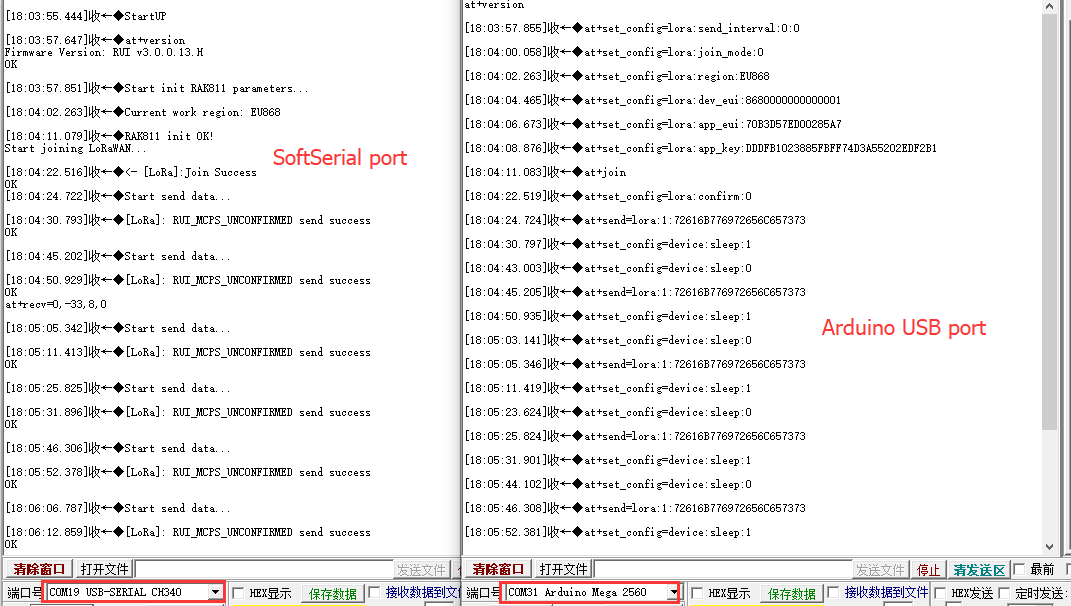 [18:03:55.444]收←◆StartUP
[18:03:57.647]收←◆at+version
Firmware Version: RUI v3.0.0.13.H
OK
[18:03:57.851]收←◆Start init RAK811 parameters...
[18:04:02.263]收←◆Current work region: EU868
[18:04:11.079]收←◆RAK811 init OK!
Start joining LoRaWAN...
[18:04:22.516]收←◆<- [LoRa]:Join Success
OK
[18:04:24.722]收←◆Start send data...
[18:04:30.793]收←◆[LoRa]: RUI_MCPS_UNCONFIRMED send success
OK
[18:04:45.202]收←◆Start send data...
[18:04:50.929]收←◆[LoRa]: RUI_MCPS_UNCONFIRMED send success
OK
at+recv=0,-33,8,0
[18:05:05.342]收←◆Start send data...
[18:05:11.413]收←◆[LoRa]: RUI_MCPS_UNCONFIRMED send success
OK
[18:05:25.825]收←◆Start send data...
[18:05:31.896]收←◆[LoRa]: RUI_MCPS_UNCONFIRMED send success
OK
[18:05:46.306]收←◆Start send data...
[18:05:52.378]收←◆[LoRa]: RUI_MCPS_UNCONFIRMED send success
OK
[18:06:06.787]收←◆Start send data...
[18:06:12.859]收←◆[LoRa]: RUI_MCPS_UNCONFIRMED send success
OK
SoftSerial port
清除窗口 打开文件 发送文件
端口号 COM19 USB-SERIAL CH340 HEX显示 保存数据 接收数据到文件
at+version
[18:03:57.855]收←◆at+set_config=lora:send_interval:0:0
[18:04:00.058]收←◆at+set_config=lora:join_mode:0
[18:04:02.263]收←◆at+set_config=lora:region:EU868
[18:04:04.465]收←◆at+set_config=lora:dev_eui:8680000000000001
[18:04:06.673]收←◆at+set_config=lora:app_eui:70B3D57ED00285A7
[18:04:08.876]收←◆at+set_config=lora:app_key:DDDFB1023885FBFF74D3A55202EDF2B1
[18:04:11.083]收←◆at+join
[18:04:22.519]收←◆at+set_config=lora:confirm:0
[18:04:24.724]收←◆at+send=lora:1:72616B776972656C657373
[18:04:30.797]收←◆at+set_config=device:sleep:1
[18:04:43.003]收←◆at+set_config=device:sleep:0
[18:04:45.205]收←◆at+send=lora:1:72616B776972656C657373
[18:04:50.935]收←◆at+set_config=device:sleep:1
[18:05:03.141]收←◆at+set_config=device:sleep:0
[18:05:05.346]收←◆at+send=lora:1:72616B776972656C657373
[18:05:11.419]收←◆at+set_config=device:sleep:1
[18:05:23.624]收←◆at+set_config=device:sleep:0
[18:05:25.824]收←◆at+send=lora:1:72616B776972656C657373
[18:05:31.901]收←◆at+set_config=device:sleep:1
[18:05:44.102]收←◆at+set_config=device:sleep:0
[18:05:46.308]收←◆at+send=lora:1:72616B776972656C657373
[18:05:52.381]收←◆at+set_config=device:sleep:1
Arduino USB port
清除窗口 打开文件 发送文件 停止 清发送区 最前
端口号 COM31 Arduino Mega 2560 HEX显示 保存数据 接收数据到文件 HEX发送 定时发送: